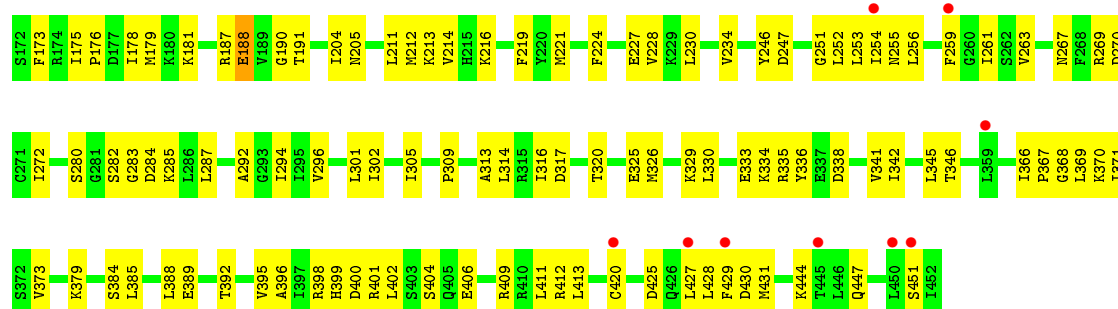 S172 F173 R174 I175 P176 D177 I178 M179 K180 K181 R187 E188 V189 G190 T191 I204 N205 L211 M212 K213 V214 H215 K216 F219 Y220 M221 F224 E227 V228 K229 L230 V234 Y246 D247 G251 L252 L253 I254 N255 L256 F259 G260 I261 S262 V263 N267 F268 R269 D270
C271 I272 S280 G281 S282 G283 D284 K285 L286 L287 A292 G293 I294 I295 V296 L301 I302 I305 P309 A313 L314 R315 I316 D317 T320 E325 M326 K329 L330 E333 K334 R335 Y336 E337 D338 V341 I342 L345 T346 L359 I366 P367 G368 L369 K370 I371
S372 V373 K379 S384 L385 L388 E389 T392 V395 A396 I397 R398 H399 D400 R401 L402 S403 S404 Q405 E406 R409 R410 L411 R412 L413 C420 D425 Q426 L427 L428 F429 D430 M431 K444 T445 L446 Q447 L450 S451 I452